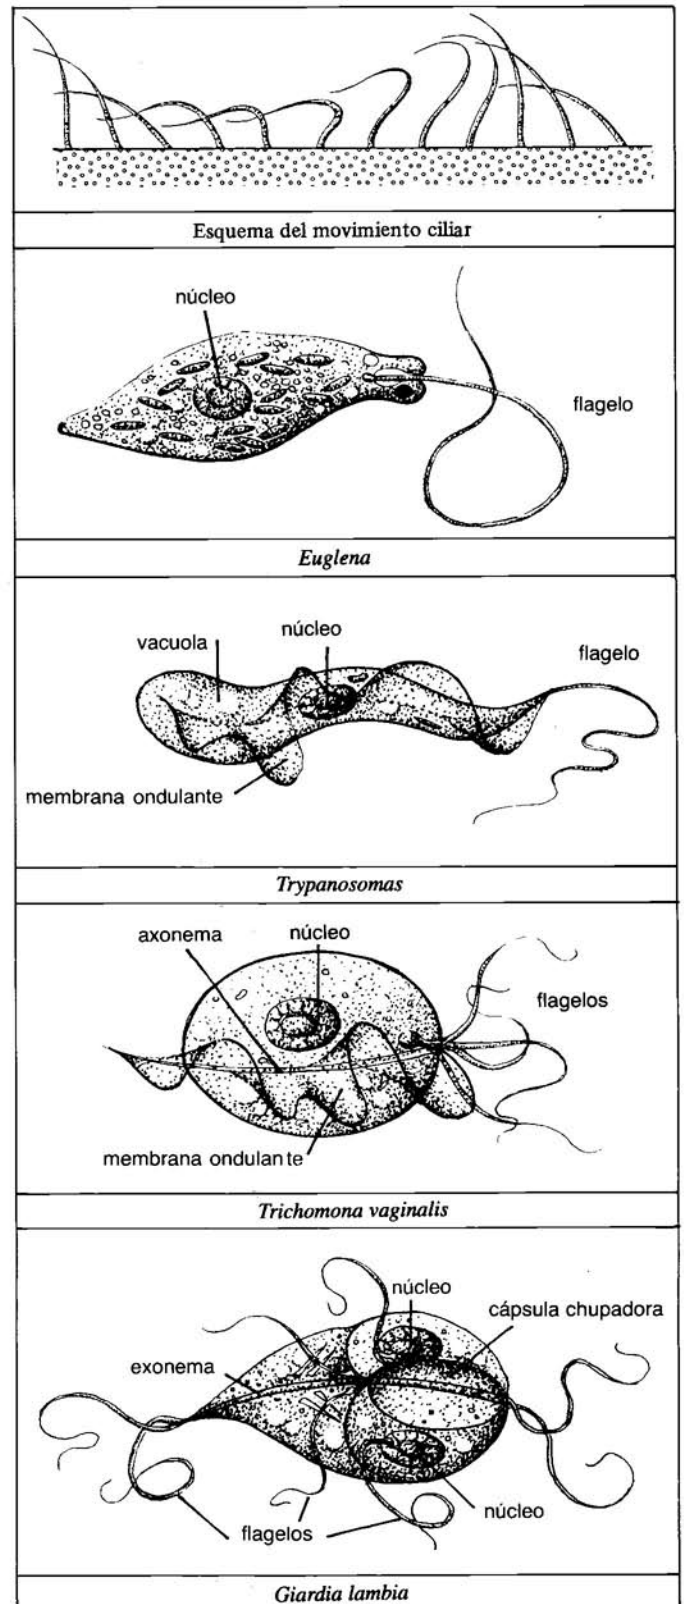 Esquema del movimiento ciliar
núcleo
flagelo
Euglena
vacuola
núcleo
flagelo
membrana ondulante
Trypanosomas
axonema
núcleo
flagelos
membrana ondulante
Trichomona vaginalis
núcleo
cápsula chupadora
exonema
núcleo
flagelos
Giardia lambia